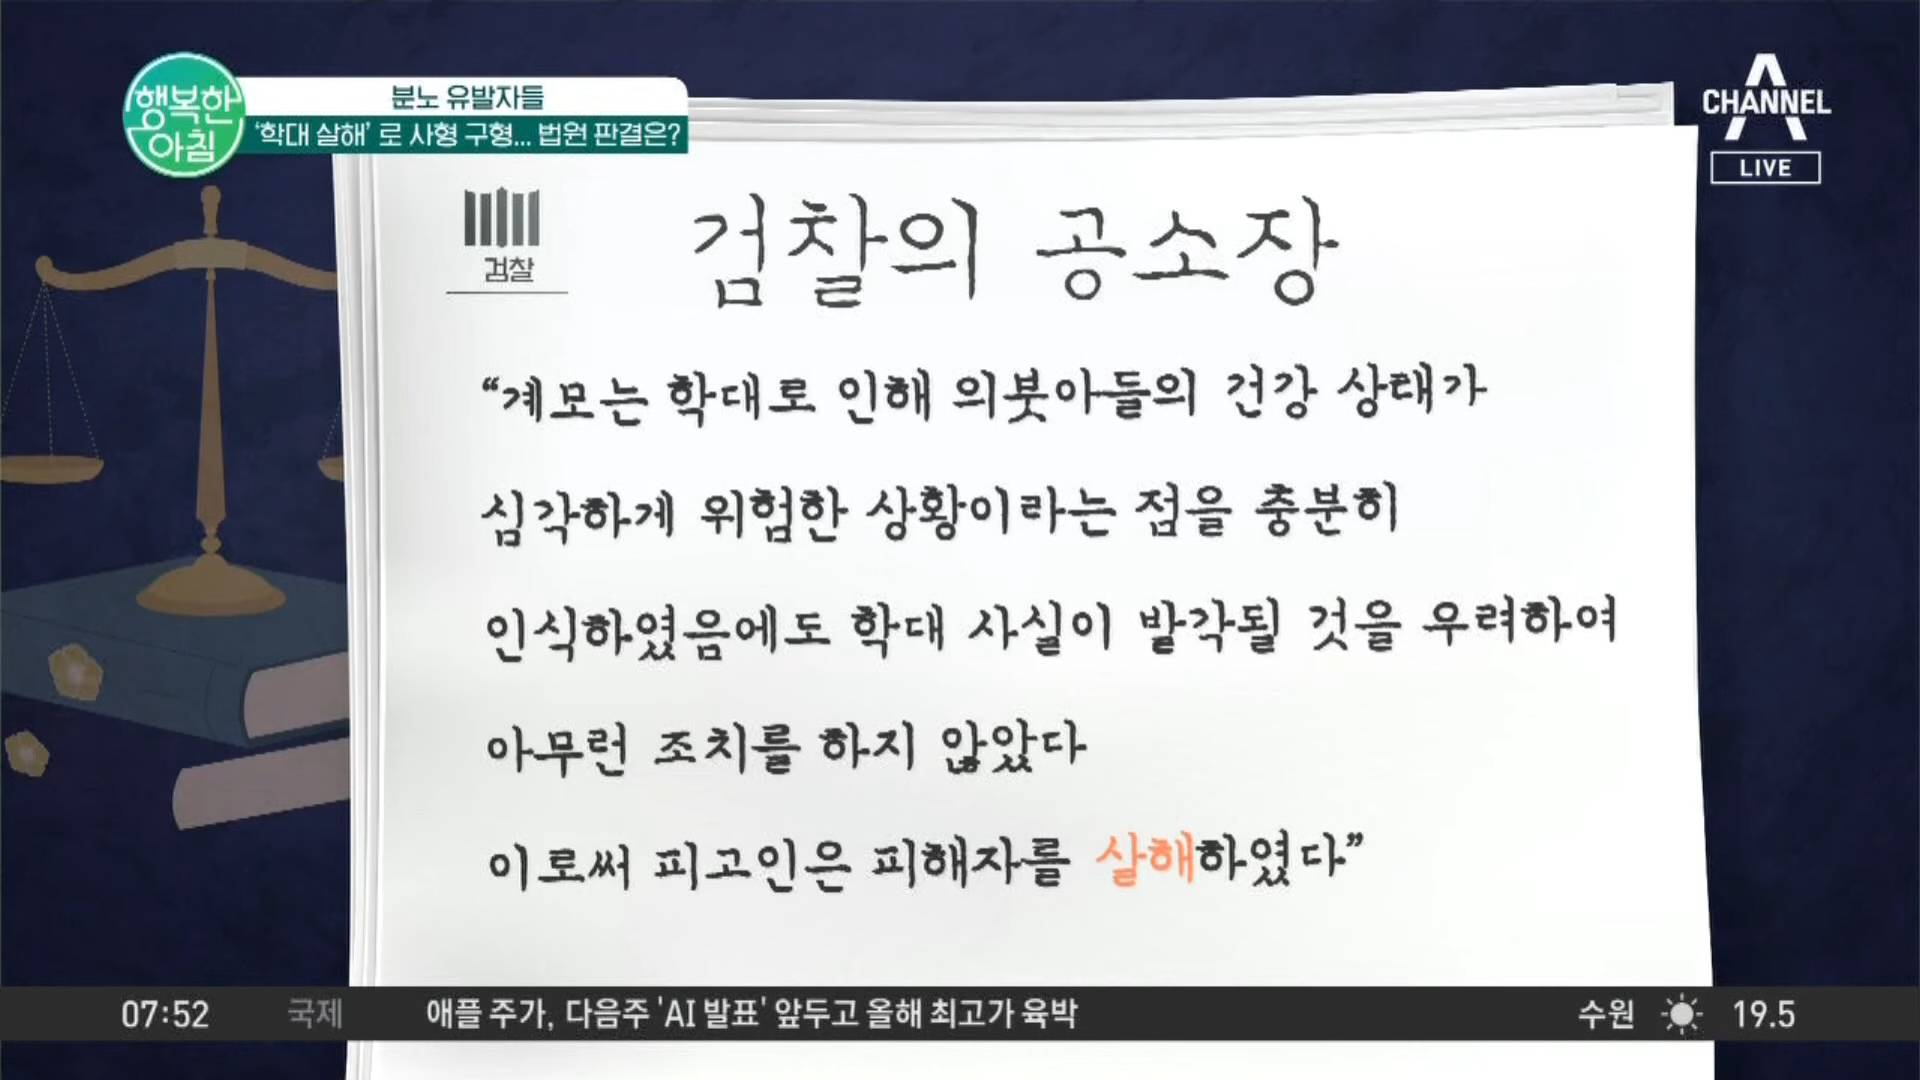 행복한
아침
분노 유발자들
‘학대 살해’ 로 사형 구형... 법원 판결은?
CHANNEL A
LIVE
검찰
검찰의 공소장
“계모는 학대로 인해 의붓아들의 건강 상태가
심각하게 위험한 상황이라는 점을 충분히
인식하였음에도 학대 사실이 발각될 것을 우려하여
아무런 조치를 하지 않았다
이로써 피고인은 피해자를 살해하였다”
07:52 국제 애플 주가, 다음주 'AI 발표' 앞두고 올해 최고가 육박 수원 19.5